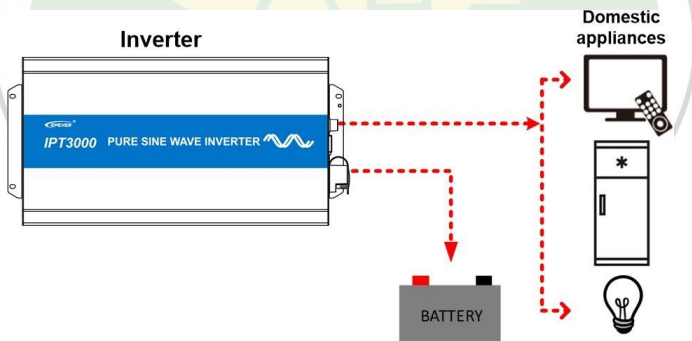 Domestic
appliances
Inverter
EPEVER®
IPT3000 PURE SINE WAVE INVERTER
BATTERY